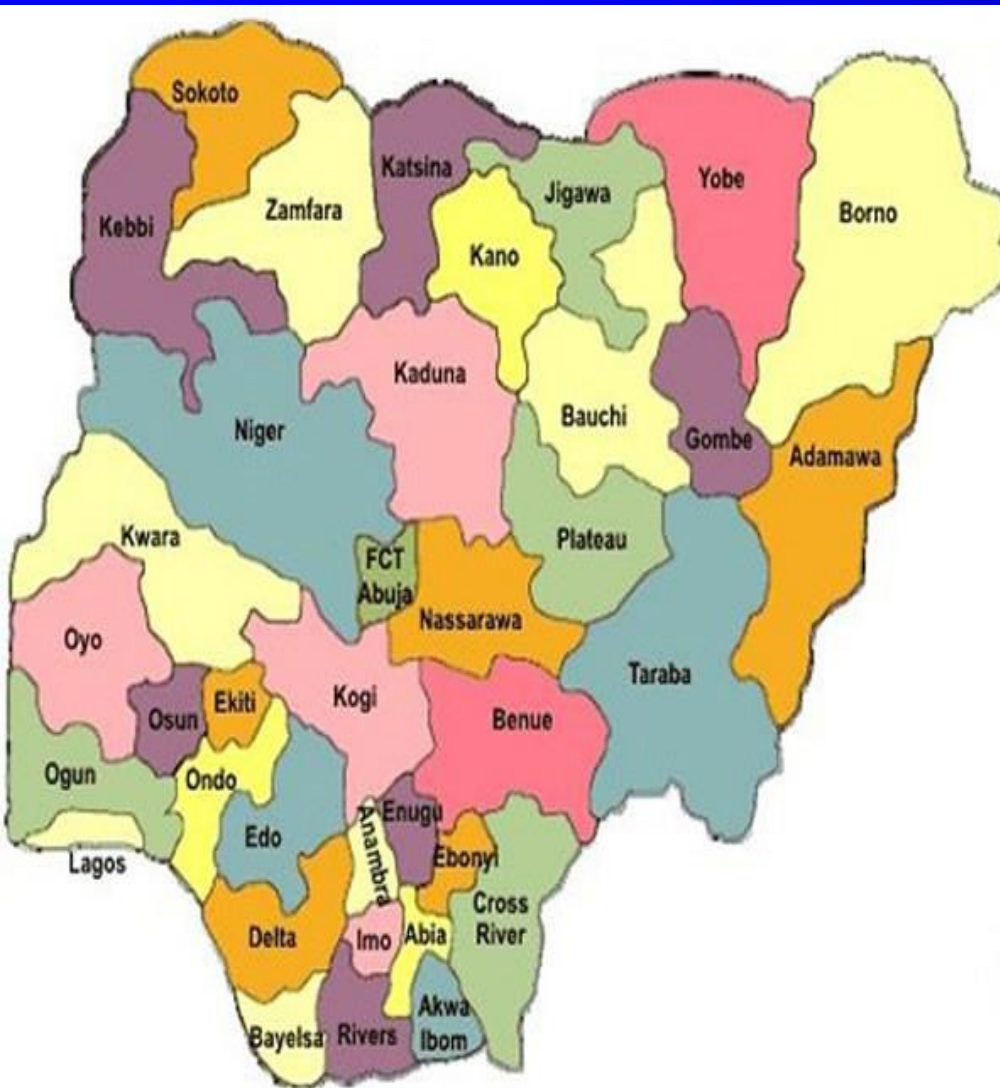 Sokoto
Katsina
Jigawa
Yobe
Borno
Kebbi
Zamfara
Kano
Kaduna
Bauchi
Gombe
Adamawa
Niger
Kwara
FCT
Abuja
Plateau
Nassarawa
Oyo
Taraba
Osun
Ekiti
Kogi
Benue
Ogun
Ondo
Edo
Anambra
Enugu
Ebonyi
Lagos
Cross
River
Delta
Imo
Abia
Akwa
Ibom
Bayelsa
Rivers